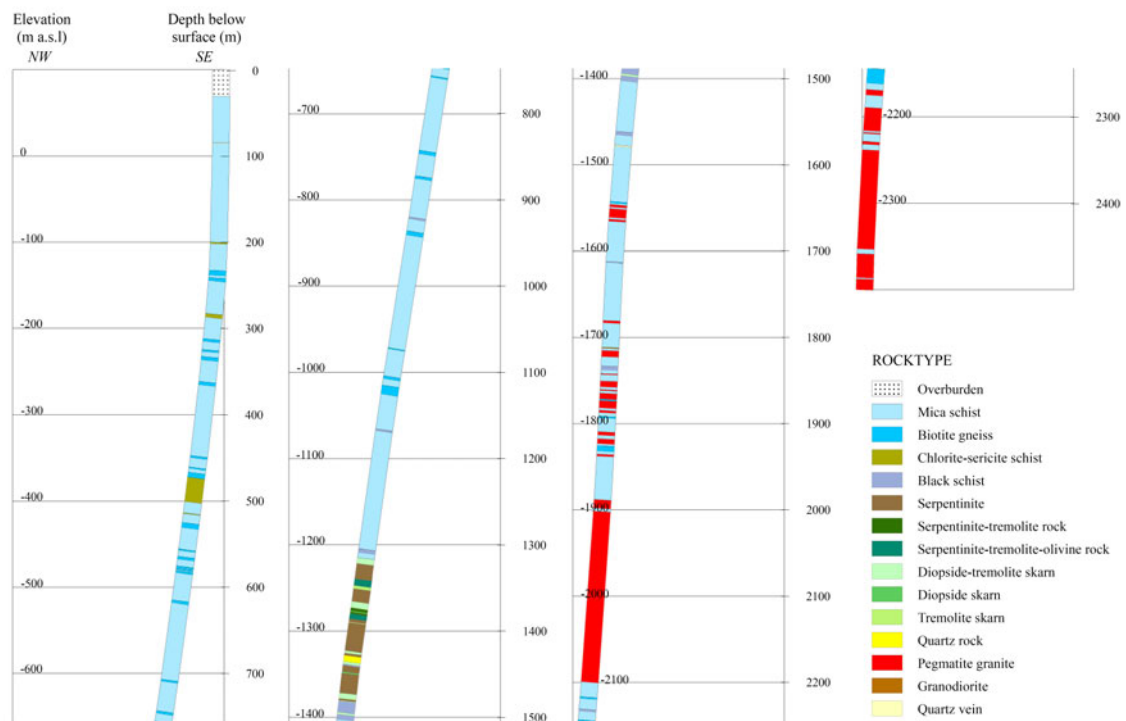 Elevation
(m a.s.l)
NW
Depth below
surface (m)
SE
0
0
100
-100
200
-200
300
-300
400
-400
500
-500
600
-600
700
-700
800
-800
900
-900
1000
-1000
1100
-1100
1200
-1200
1300
-1300
1400
-1400
1500
-1400
1500
-1500
1600
-1600
1700
-1700
1800
-1800
1900
-1900
2000
-2000
2100
-2100
2200
-2200
2300
-2300
2400
ROCKTYPE
Overburden
Mica schist
Biotite gneiss
Chlorite-sericite schist
Black schist
Serpentinite
Serpentinite-tremolite rock
Serpentinite-tremolite-olivine rock
Diopside-tremolite skarn
Diopside skarn
Tremolite skarn
Quartz rock
Pegmatite granite
Granodiorite
Quartz vein